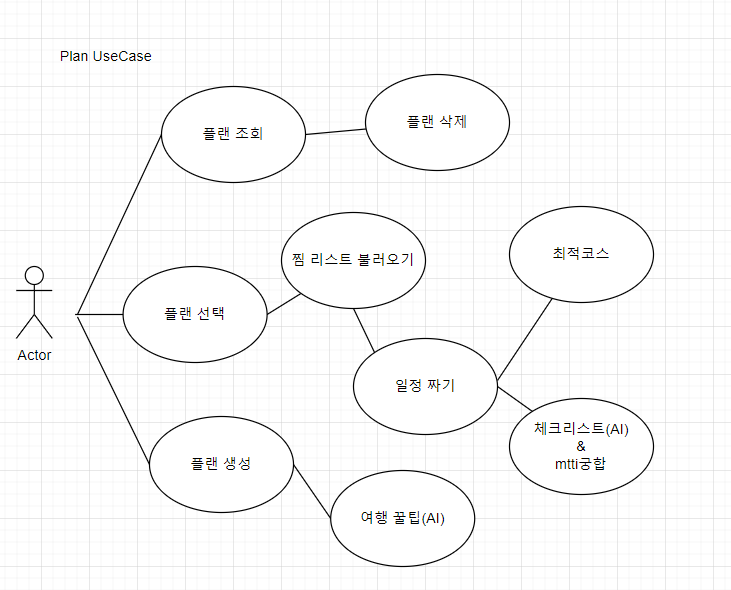 Plan UseCase
플랜 조회
플랜 삭제
찜 리스트 불러오기
최적코스
플랜 선택
Actor
일정 짜기
체크리스트(AI)
&
mtti궁합
플랜 생성
여행 꿀팁(AI)